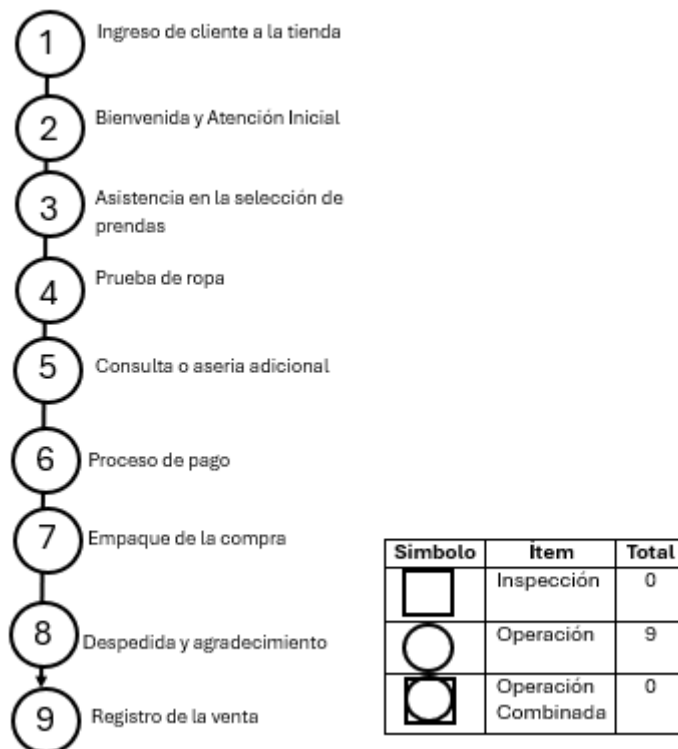 1
Ingreso de cliente a la tienda
2
Bienvenida y Atención Inicial
3
Asistencia en la selección de
prendas
4
Prueba de ropa
5
Consulta o aseria adicional
6
Proceso de pago
7
Empaque de la compra
8
Despedida y agradecimiento
9
Registro de la venta
Simbolo Ítem Total
Inspección 0
Operación 9
Operación 0
Combinada